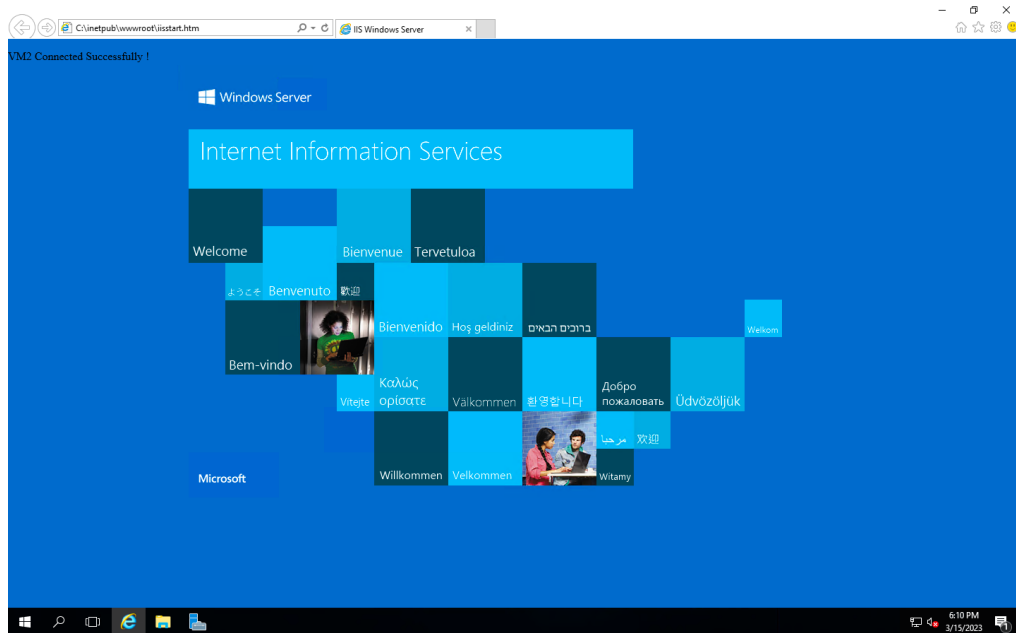 C:\inetpub\wwwroot\iisstart.htm
IIS Windows Server
VM2 Connected Successfully !
Windows Server
Internet Information Services
Welcome
Bienvenue
Tervetuloa
ようこそ
Benvenuto
歡迎
Bienvenido
Hoş geldiniz
ברוכים הבאים
Welkom
Bem-vindo
Vítejte
Καλώς
ορίσατε
Välkommen
환영합니다
Добро
пожаловать
Üdvözöljük
مرحبا
欢迎
Willkommen
Velkommen
Witamy
Microsoft
6:10 PM
3/15/2023
1